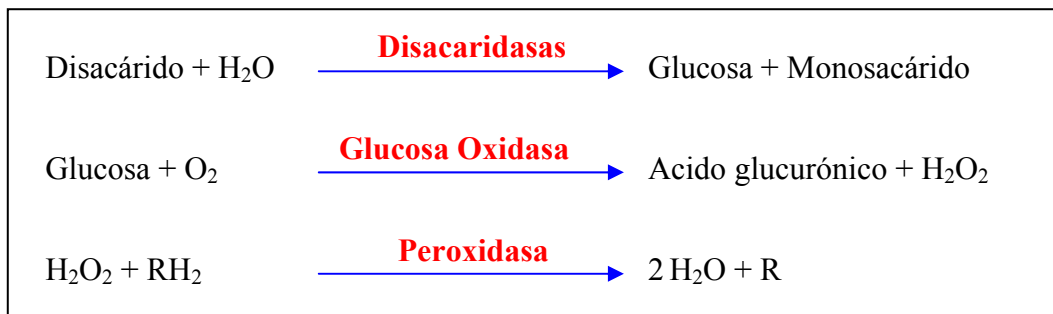 Disacaridasas
Disacárido + H₂O → Glucosa + Monosacárido
Glucosa Oxidasa
Glucosa + O₂ → Acido glucurónico + H₂O₂
Peroxidasa
H₂O₂ + RH₂ → 2 H₂O + R